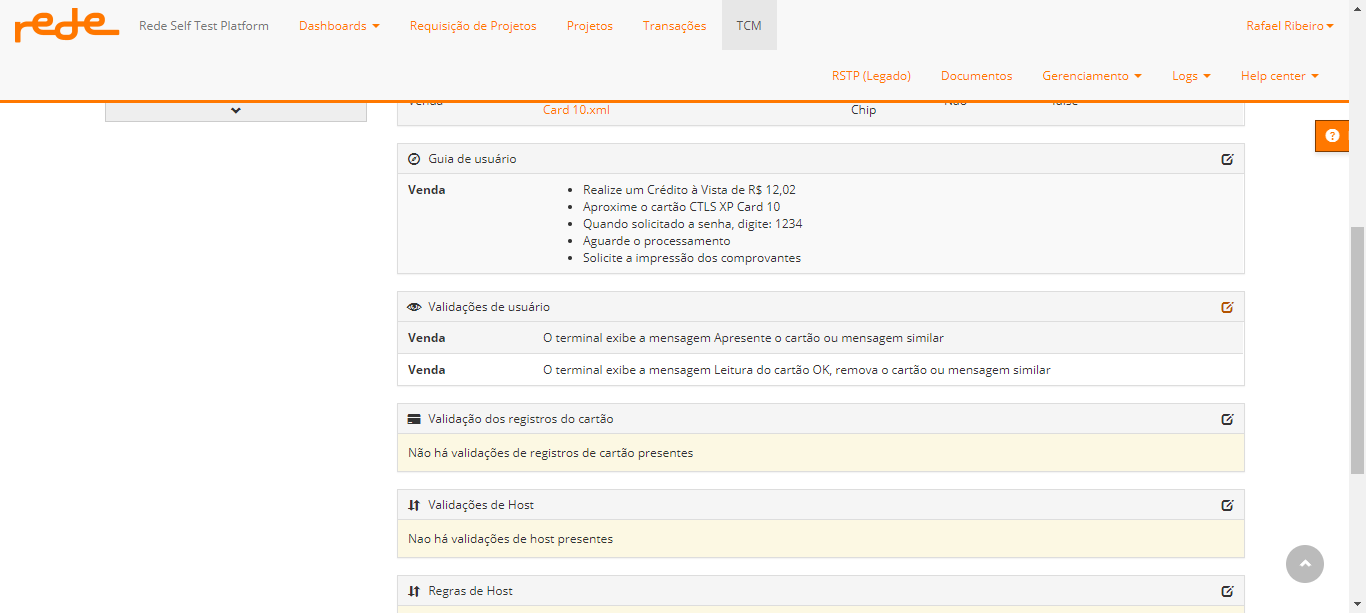 rede Rede Self Test Platform Dashboards Requisição de Projetos Projetos Transações TCM Rafael Ribeiro
RSTP (Legado) Documentos Gerenciamento Logs Help center
Venda Card 10.xml Chip Não false
Guia de usuário
Venda
Realize um Crédito à Vista de R$ 12,02
Aproxime o cartão CTLS XP Card 10
Quando solicitado a senha, digite: 1234
Aguarde o processamento
Solicite a impressão dos comprovantes
Validações de usuário
Venda O terminal exibe a mensagem Apresente o cartão ou mensagem similar
Venda O terminal exibe a mensagem Leitura do cartão OK, remova o cartão ou mensagem similar
Validação dos registros do cartão
Não há validações de registros de cartão presentes
Validações de Host
Nao há validações de host presentes
Regras de Host